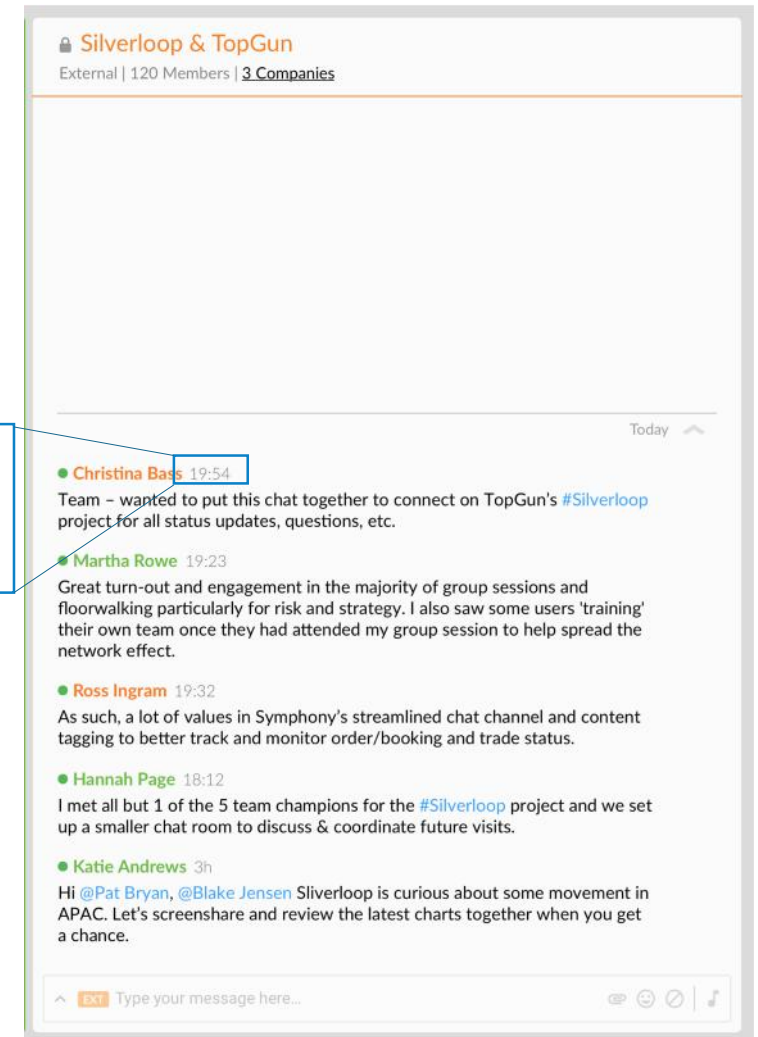 Silverloop & TopGun
External | 120 Members | 3 Companies
Today
Christina Bass 19:54
Team – wanted to put this chat together to connect on TopGun's #Silverloop
project for all status updates, questions, etc.
Martha Rowe 19:23
Great turn-out and engagement in the majority of group sessions and
floorwalking particularly for risk and strategy. I also saw some users 'training'
their own team once they had attended my group session to help spread the
network effect.
Ross Ingram 19:32
As such, a lot of values in Symphony's streamlined chat channel and content
tagging to better track and monitor order/booking and trade status.
Hannah Page 18:12
I met all but 1 of the 5 team champions for the #Silverloop project and we set
up a smaller chat room to discuss & coordinate future visits.
Katie Andrews 3h
Hi @Pat Bryan, @Blake Jensen Sliverloop is curious about some movement in
APAC. Let's screenshare and review the latest charts together when you get
a chance.
EXT Type your message here...